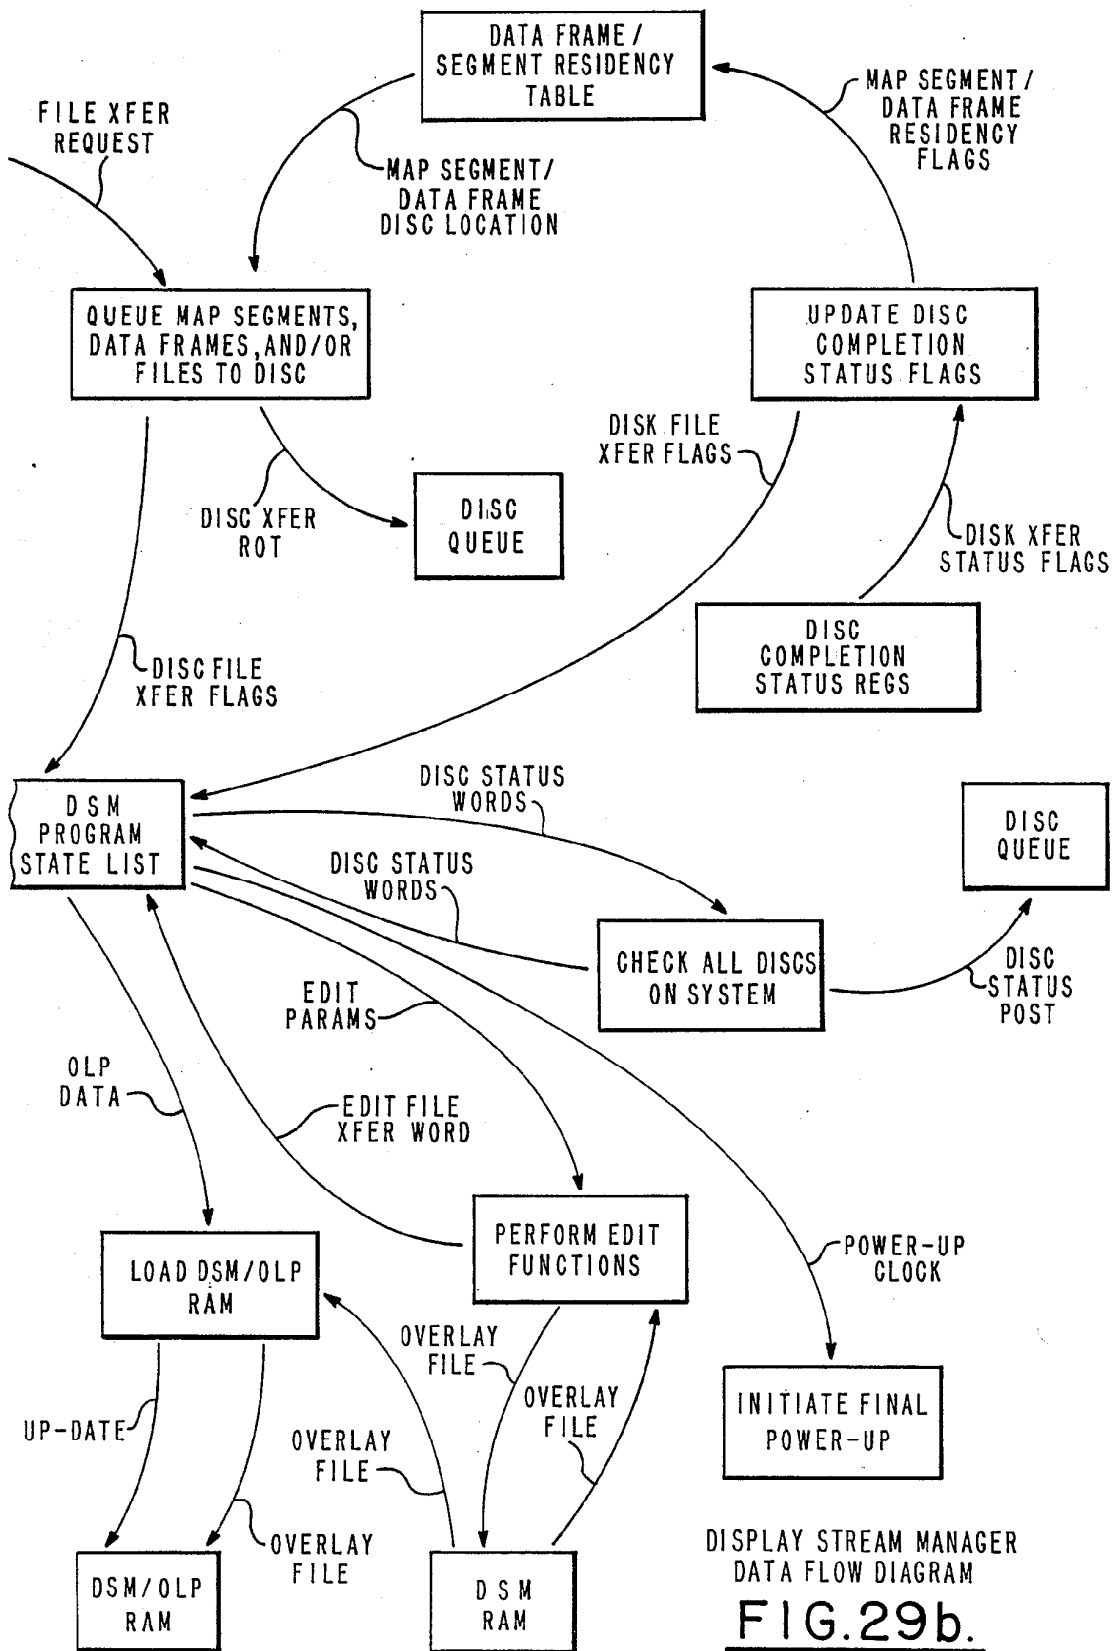 DATA FRAME /
SEGMENT RESIDENCY
TABLE
MAP SEGMENT/
DATA FRAME
RESIDENCY
FLAGS
FILE XFER
REQUEST
MAP SEGMENT/
DATA FRAME
DISC LOCATION
QUEUE MAP SEGMENTS,
DATA FRAMES, AND/OR
FILES TO DISC
UPDATE DISC
COMPLETION
STATUS FLAGS
DISK FILE
XFER FLAGS
DISC XFER
ROT
DISC
QUEUE
DISK XFER
STATUS FLAGS
DISC
COMPLETION
STATUS REGS
DISC FILE
XFER FLAGS
DSM
PROGRAM
STATE LIST
DISC STATUS
WORDS
DISC STATUS
WORDS
DISC
QUEUE
CHECK ALL DISCS
ON SYSTEM
DISC
STATUS
POST
EDIT
PARAMS
OLP
DATA
EDIT FILE
XFER WORD
PERFORM EDIT
FUNCTIONS
POWER-UP
CLOCK
LOAD DSM/OLP
RAM
OVERLAY
FILE
OVERLAY
FILE
INITIATE FINAL
POWER-UP
UP-DATE
OVERLAY
FILE
OVERLAY
FILE
DSM/OLP
RAM
DSM
RAM
DISPLAY STREAM MANAGER
DATA FLOW DIAGRAM
FIG.29b.